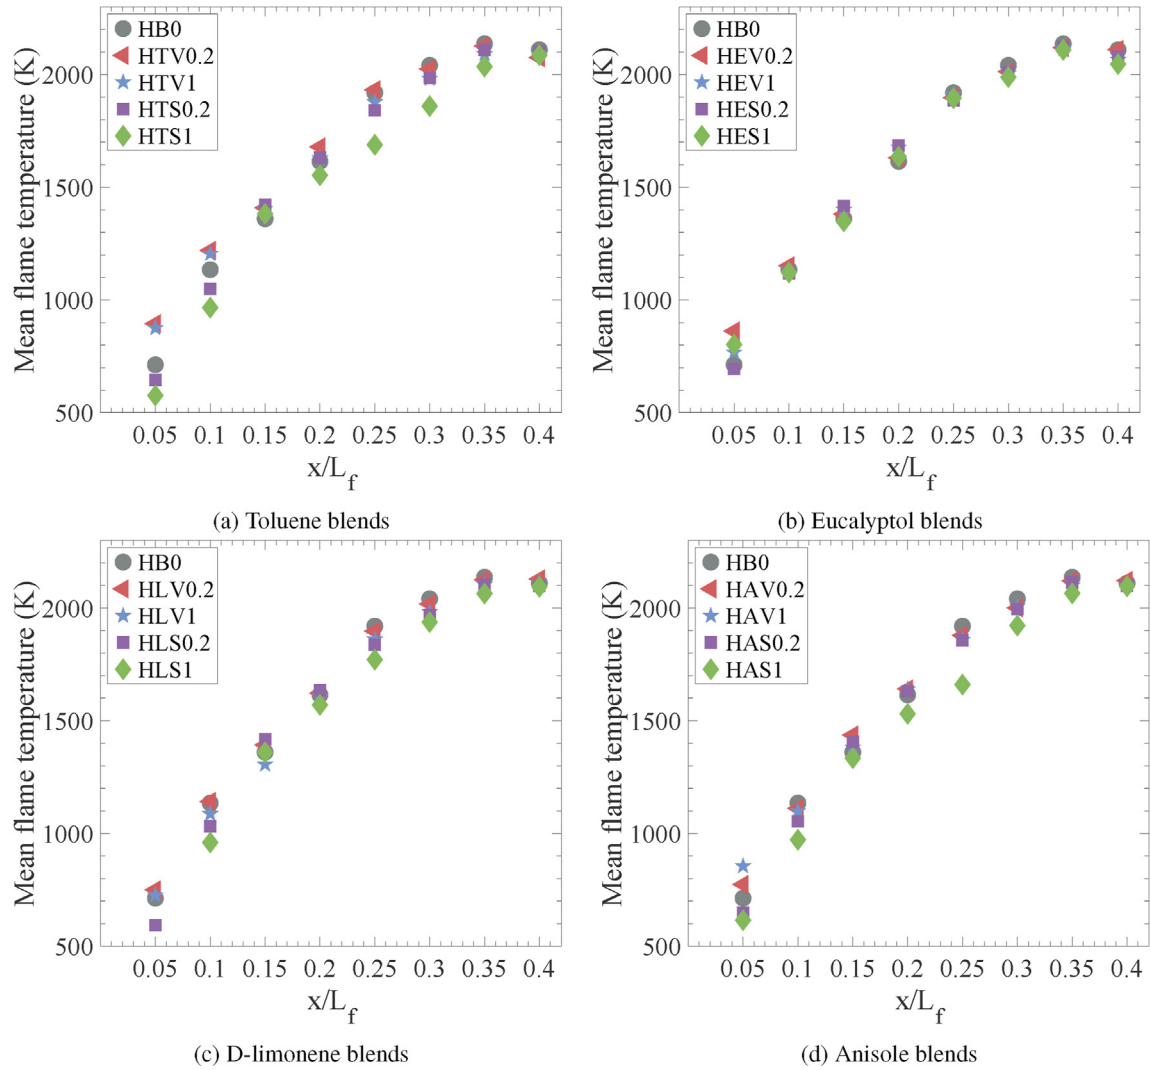 Mean flame temperature (K)
2000
1500
1000
500
HB0
HTV0.2
HTV1
HTS0.2
HTS1
0.05 0.1 0.15 0.2 0.25 0.3 0.35 0.4
x/L_f
(a) Toluene blends
Mean flame temperature (K)
2000
1500
1000
500
HB0
HEV0.2
HEV1
HES0.2
HES1
0.05 0.1 0.15 0.2 0.25 0.3 0.35 0.4
x/L_f
(b) Eucalyptol blends
Mean flame temperature (K)
2000
1500
1000
500
HB0
HLV0.2
HLV1
HLS0.2
HLS1
0.05 0.1 0.15 0.2 0.25 0.3 0.35 0.4
x/L_f
(c) D-limonene blends
Mean flame temperature (K)
2000
1500
1000
500
HB0
HAV0.2
HAV1
HAS0.2
HAS1
0.05 0.1 0.15 0.2 0.25 0.3 0.35 0.4
x/L_f
(d) Anisole blends